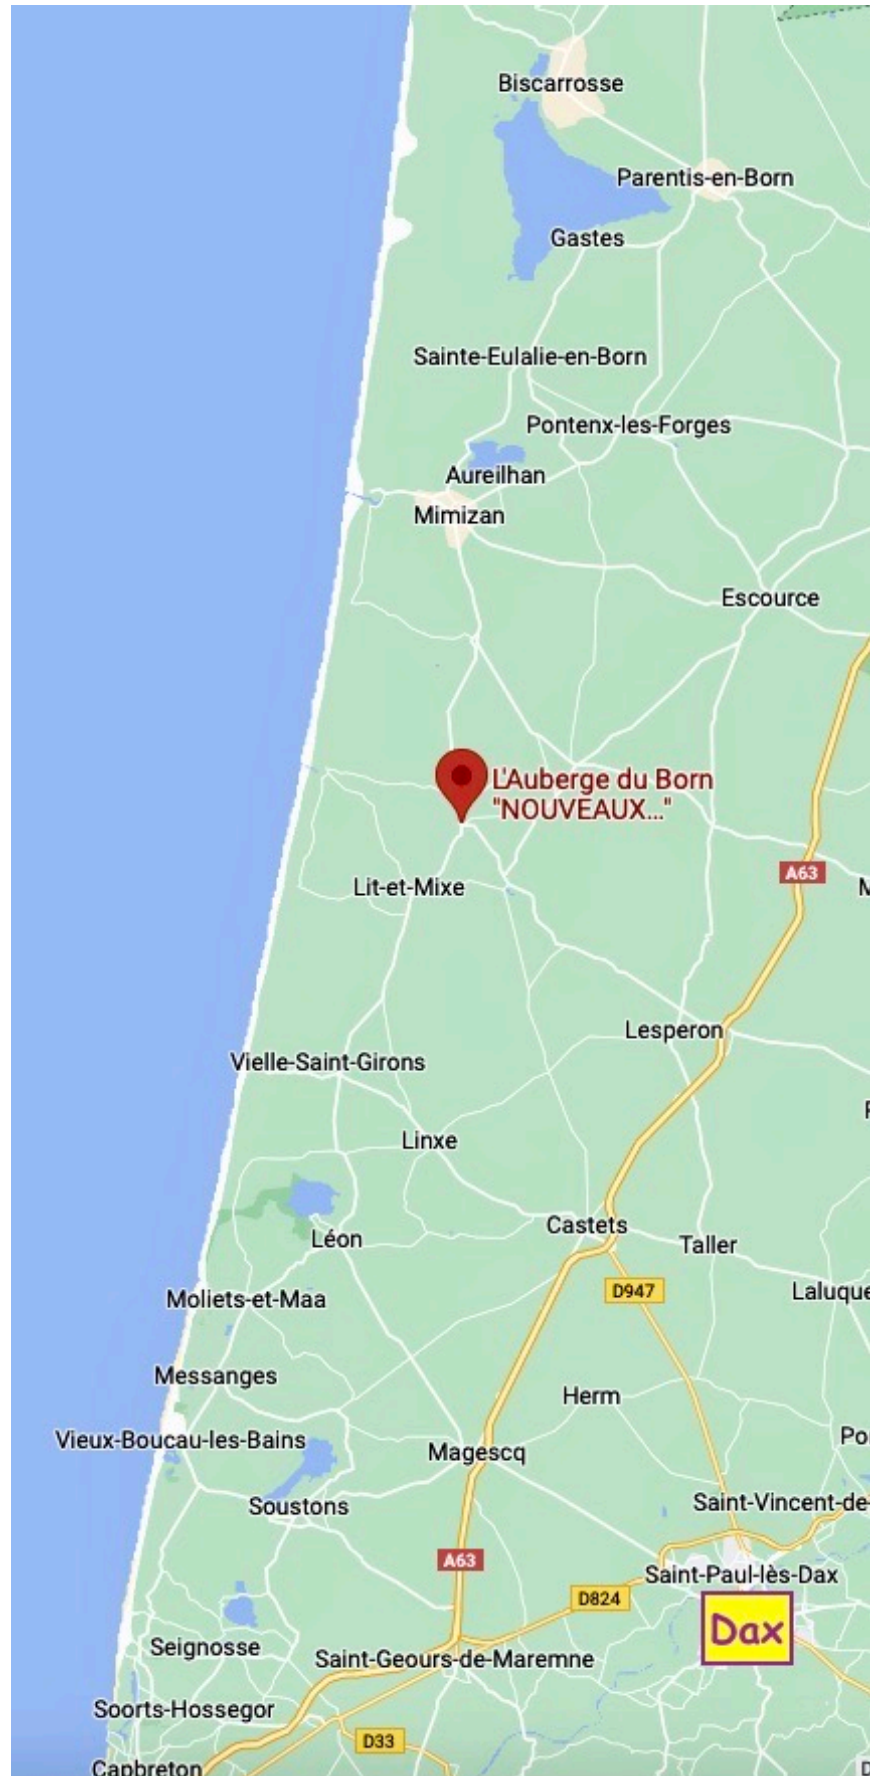 Biscarrosse
Parentis-en-Born
Gastes
Sainte-Eulalie-en-Born
Pontenx-les-Forges
Aureilhan
Mimizan
Escource
L'Auberge du Born
"NOUVEAUX..."
A63
Lit-et-Mixe
M
Lesperon
Vielle-Saint-Girons
Linxe
Castets
Léon
Taller
D947
Laluque
Moliets-et-Maa
Messanges
Herm
Vieux-Boucau-les-Bains
Po
Magescq
Soustons
Saint-Vincent-de-
A63
Saint-Paul-lès-Dax
D824
Dax
Seignosse
Saint-Geours-de-Maremne
Soorts-Hossegor
D33
Capbreton